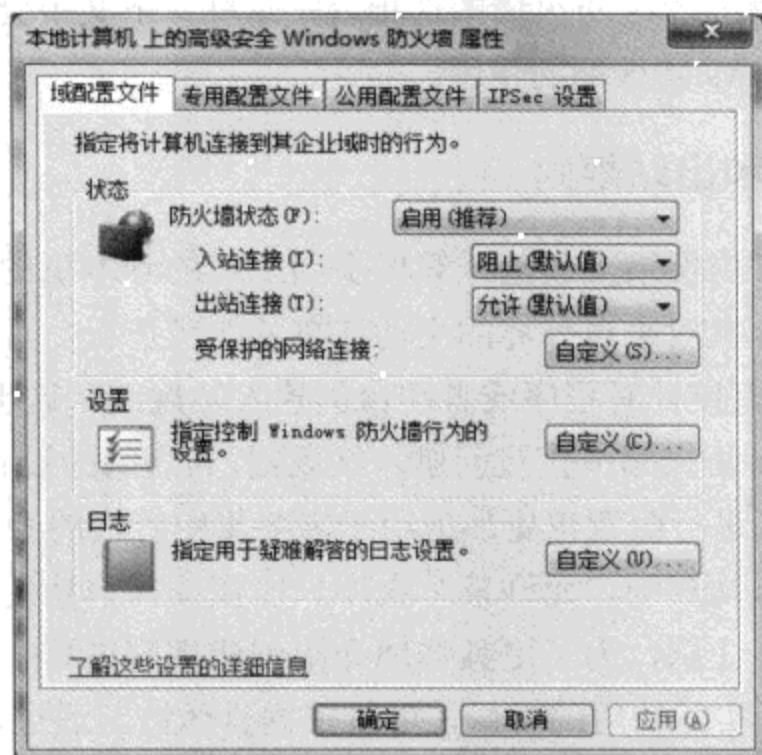 本地计算机 上的高级安全 Windows 防火墙 属性
域配置文件 专用配置文件 公用配置文件 IPSec 设置
指定将计算机连接到其企业域时的行为。
状态
防火墙状态(F): 启用(推荐)
入站连接(I): 阻止(默认值)
出站连接(T): 允许(默认值)
受保护的网络连接: 自定义(S)...
设置
指定控制 Windows 防火墙行为的
设置。
自定义(C)...
日志
指定用于疑难解答的日志设置。
自定义(U)...
了解这些设置的详细信息
确定 取消 应用(A)